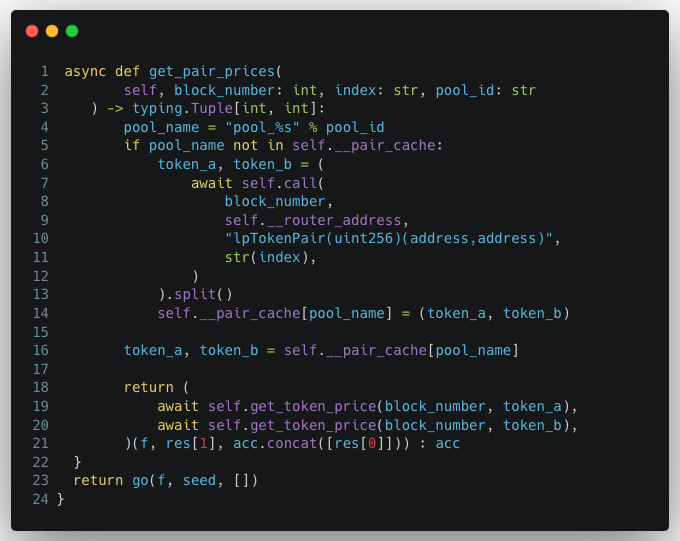 1 async def get_pair_prices(
2 self, block_number: int, index: str, pool_id: str
3 ) -> typing.Tuple[int, int]:
4 pool_name = "pool_%s" % pool_id
5 if pool_name not in self.__pair_cache:
6 token_a, token_b = (
7 await self.call(
8 block_number,
9 self.__router_address,
10 "lpTokenPair(uint256)(address,address)",
11 str(index),
12 )
13 ).split()
14 self.__pair_cache[pool_name] = (token_a, token_b)
15
16 token_a, token_b = self.__pair_cache[pool_name]
17
18 return (
19 await self.get_token_price(block_number, token_a),
20 await self.get_token_price(block_number, token_b),
21 )(f, res[1], acc.concat([res[0]])) : acc
22 }
23 return go(f, seed, [])
24 }